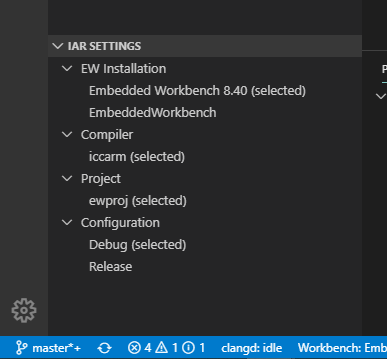 IAR SETTINGS
EW Installation
Embedded Workbench 8.40 (selected)
EmbeddedWorkbench
Compiler
iccarm (selected)
Project
ewproj (selected)
Configuration
Debug (selected)
Release
P
master*+ 4 1 1 clangd: idle Workbench: Emb